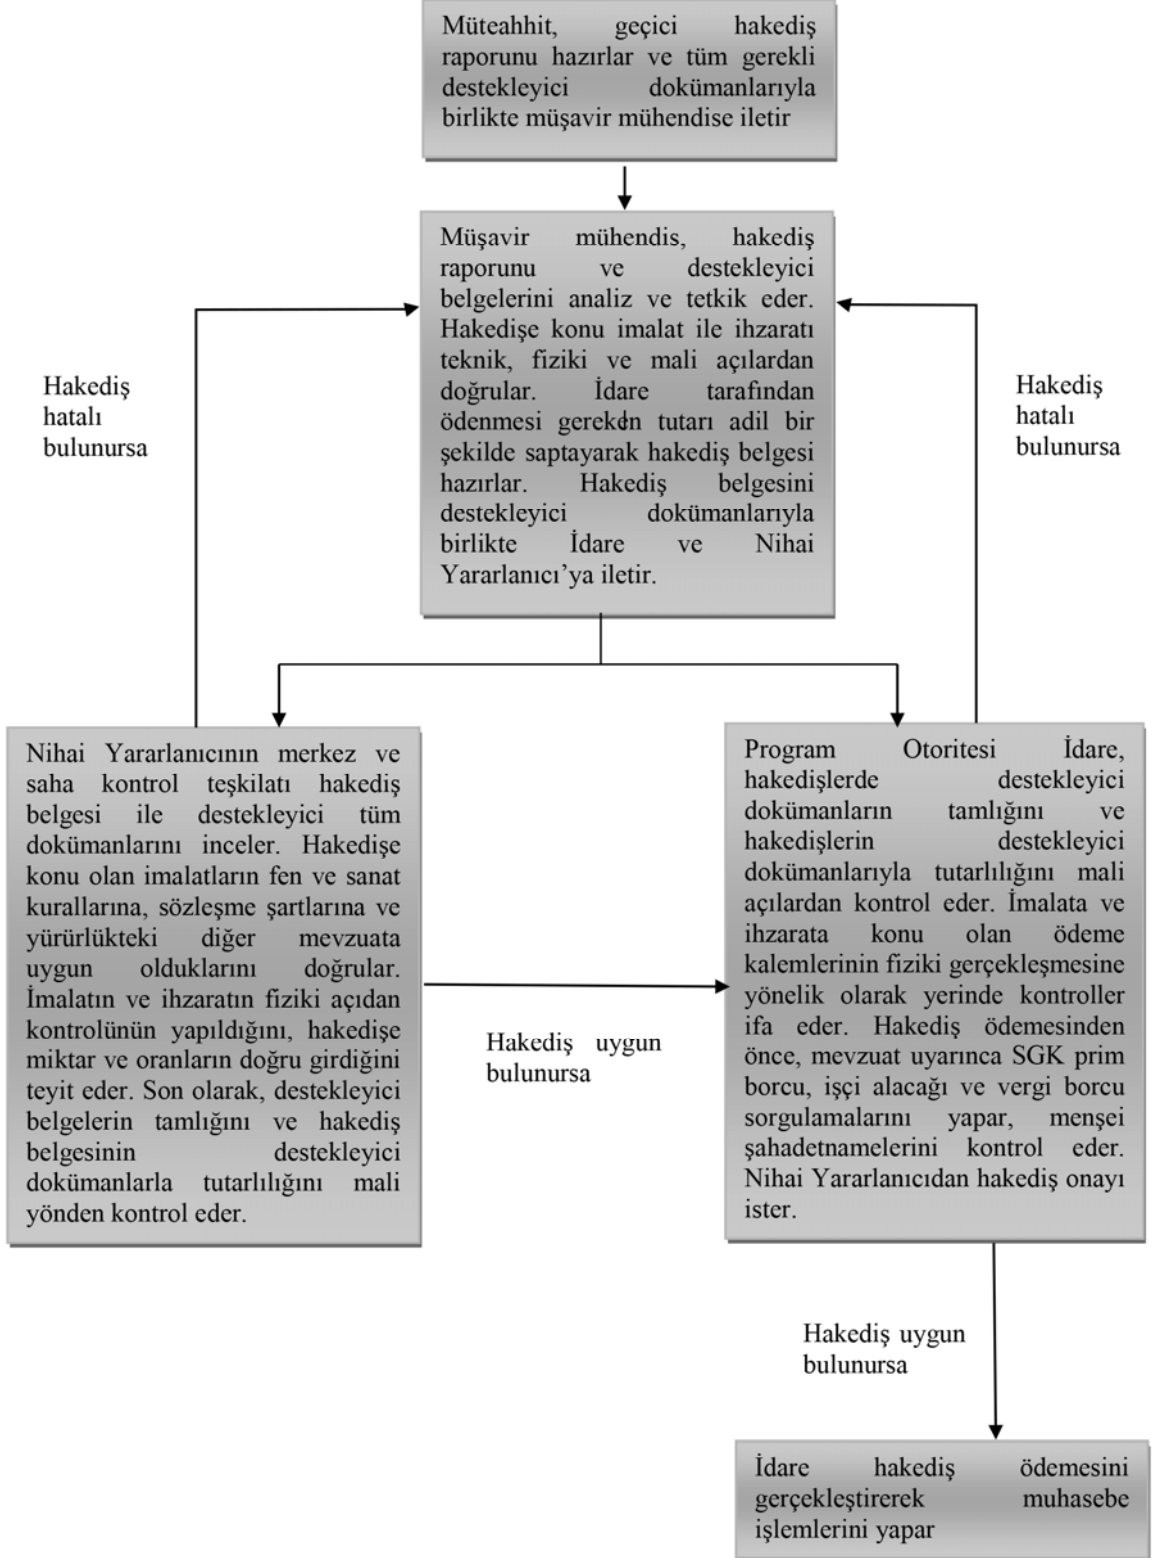 Müteahhit, geçici hakediş
raporunu hazırlar ve tüm gerekli
destekleyici dokümanlarıyla
birlikte müşavir mühendise iletir
Müşavir mühendis, hakediş
raporunu ve destekleyici
belgelerini analiz ve tetkik eder.
Hakedişe konu imalat ile ihzaratı
teknik, fiziki ve mali açılardan
doğrular. İdare tarafından
ödenmesi gereken tutarı adil bir
şekilde saptayarak hakediş belgesi
hazırlar. Hakediş belgesini
destekleyici dokümanlarıyla
birlikte İdare ve Nihai
Yararlanıcı’ya iletir.
Hakediş
hatalı
bulunursa
Hakediş
hatalı
bulunursa
Nihai Yararlanıcının merkez ve
saha kontrol teşkilatı hakediş
belgesi ile destekleyici tüm
dokümanlarını inceler. Hakedişe
konu olan imalatların fen ve sanat
kurallarına, sözleşme şartlarına ve
yürürlükteki diğer mevzuata
uygun olduklarını doğrular.
İmalatın ve ihzaratın fiziki açıdan
kontrolünün yapıldığını, hakedişe
miktar ve oranların doğru girdiğini
teyit eder. Son olarak, destekleyici
belgelerin tamlığını ve hakediş
belgesinin destekleyici
dokümanlarla tutarlılığını mali
yönden kontrol eder.
Hakediş uygun
bulunursa
Program Otoritesi İdare,
hakedişlerde destekleyici
dokümanların tamlığını ve
hakedişlerin destekleyici
dokümanlarıyla tutarlılığını mali
açılardan kontrol eder. İmalata ve
ihzarata konu olan ödeme
kalemlerinin fiziki gerçekleşmesine
yönelik olarak yerinde kontroller
ifa eder. Hakediş ödemesinden
önce, mevzuat uyarınca SGK prim
borcu, işçi alacağı ve vergi borcu
sorgulamalarını yapar, menşei
şahadetnamelerini kontrol eder.
Nihai Yararlanıcıdan hakediş onayı
ister.
Hakediş uygun
bulunursa
İdare hakediş ödemesini
gerçekleştirerek muhasebe
işlemlerini yapar